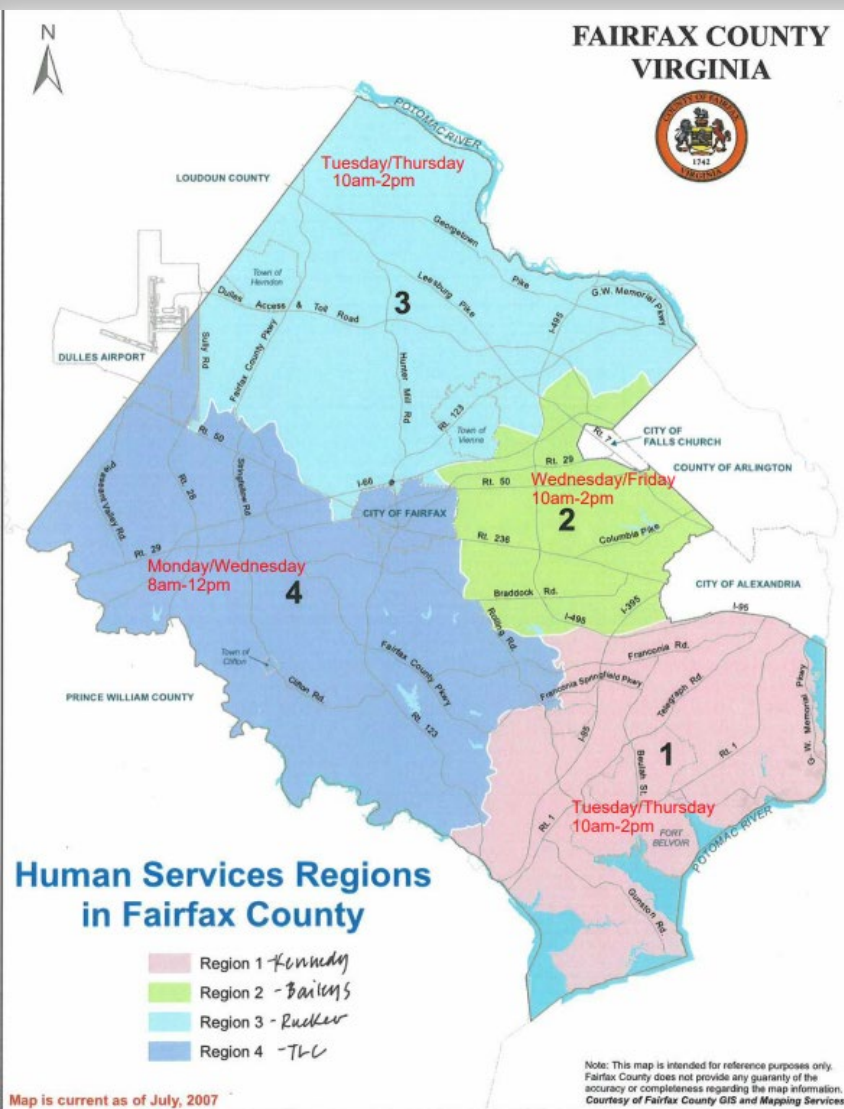 N
FAIRFAX COUNTY
VIRGINIA
COUNTY OF FAIRFAX
1742
VIRGINIA
POTOMAC RIVER
Tuesday/Thursday
10am-2pm
LOUDOUN COUNTY
Georgetown
Pike
Town of
Herndon
Leesburg Pike
G.W. Memorial Pkwy
Dulles Access & Toll Road
3
I-495
DULLES AIRPORT
Sully Rd
Fairfax County Pkwy
Hunter Mill Rd
Rt. 123
Town of
Vienna
Rt. 50
Rt. 7
CITY OF
FALLS CHURCH
Rt. 29
COUNTY OF ARLINGTON
Pleasant Valley Rd.
Rt. 28
Stringfellow Rd
I-66
Rt. 50
Wednesday/Friday
10am-2pm
CITY OF FAIRFAX
2
Rt. 236
Columbia Pike
Rt. 29
Monday/Wednesday
8am-12pm
4
CITY OF ALEXANDRIA
Braddock Rd.
I-495
I-395
I-95
Rolling Rd.
Franconia Rd.
Town of
Clifton
Clifton Rd.
Fairfax County Pkwy
Franconia Springfield Pkwy
Telegraph Rd.
PRINCE WILLIAM COUNTY
Rt. 123
I-95
G. W. Memorial Pkwy
1
Beulah St.
Rt. 1
Tuesday/Thursday
10am-2pm
Rt. 1
FORT
BELVOIR
POTOMAC RIVER
Gunston Rd.
Human Services Regions
in Fairfax County
Region 1 -Kennedy
Region 2 -Baileys
Region 3 -Rucker
Region 4 -TLC
Note: This map is intended for reference purposes only.
Fairfax County does not provide any guaranty of the
accuracy or completeness regarding the map information.
Courtesy of Fairfax County GIS and Mapping Services
Map is current as of July, 2007